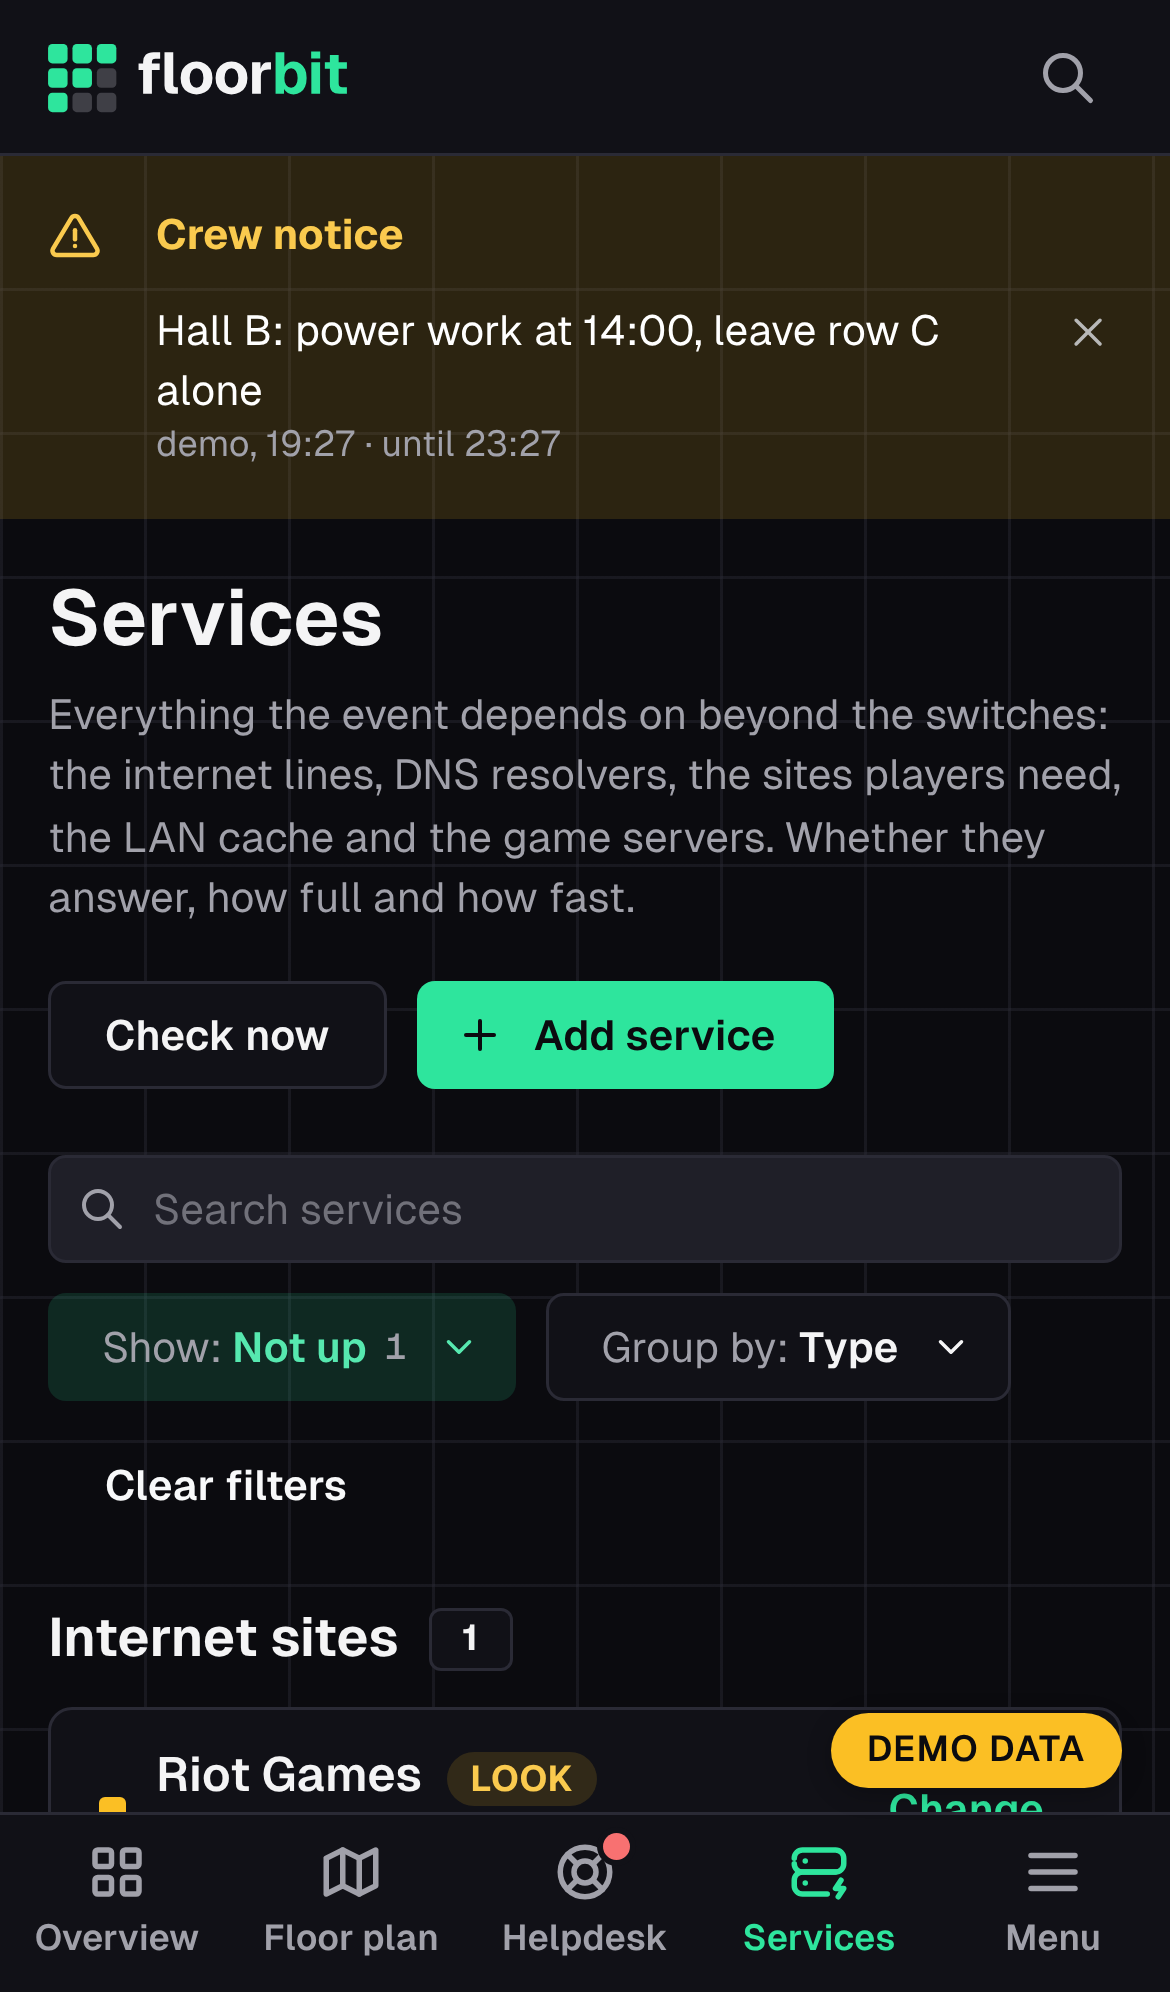 floorbit
Crew notice
Hall B: power work at 14:00, leave row C
alone
demo, 19:27 · until 23:27
Services
Everything the event depends on beyond the switches:
the internet lines, DNS resolvers, the sites players need,
the LAN cache and the game servers. Whether they
answer, how full and how fast.
Check now
Add service
Search services
Show: Not up 1
Group by: Type
Clear filters
Internet sites 1
Riot Games LOOK
DEMO DATA
Change
Overview
Floor plan
Helpdesk
Services
Menu